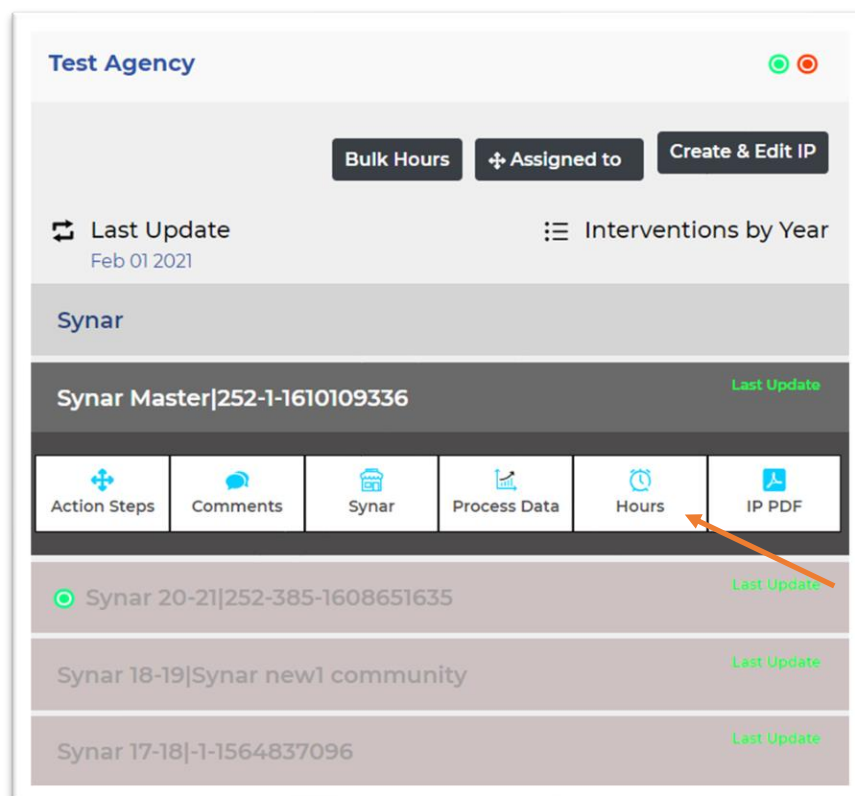 Test Agency
Bulk Hours Assigned to Create & Edit IP
Last Update Interventions by Year
Feb 01 2021
Synar
Synar Master|252-1-1610109336 Last Update
Action Steps Comments Synar Process Data Hours IP PDF
Synar 20-21|252-385-1608651635 Last Update
Synar 18-19|Synar new1 community Last Update
Synar 17-18|-1-1564837096 Last Update